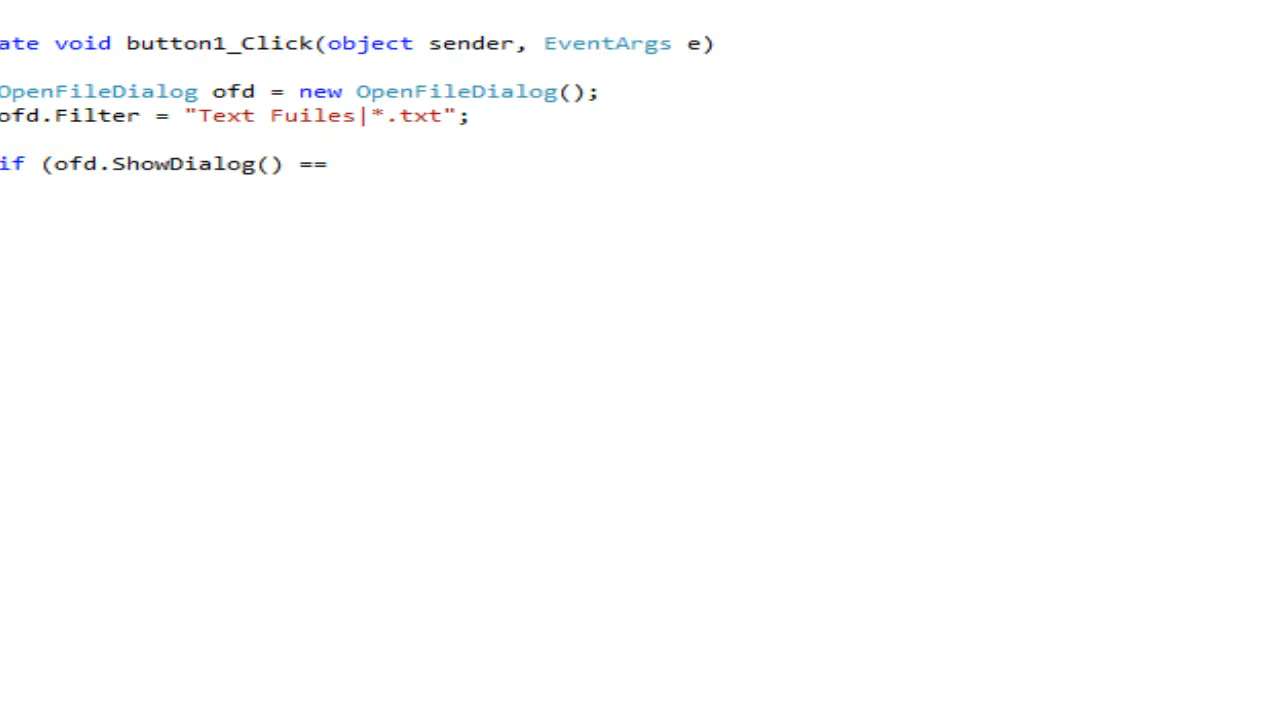 ate void button1_Click(object sender, EventArgs e)
OpenFileDialog ofd = new OpenFileDialog();
ofd.Filter = "Text Fuiles|*.txt";
if (ofd.ShowDialog() ==